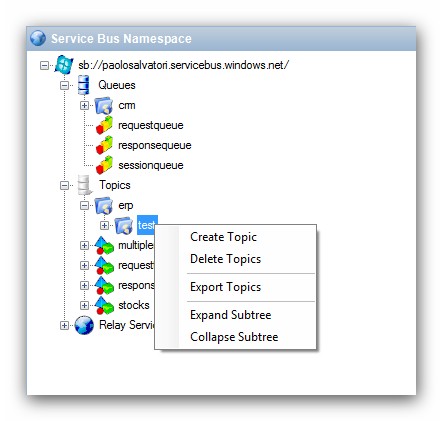 Service Bus Namespace
sb://paolosalvatori.servicebus.windows.net/
Queues
crm
requestqueue
responsequeue
sessionqueue
Topics
erp
test
Create Topic
Delete Topics
Export Topics
Expand Subtree
Collapse Subtree
multiple
request
respons
stocks
Relay Servic